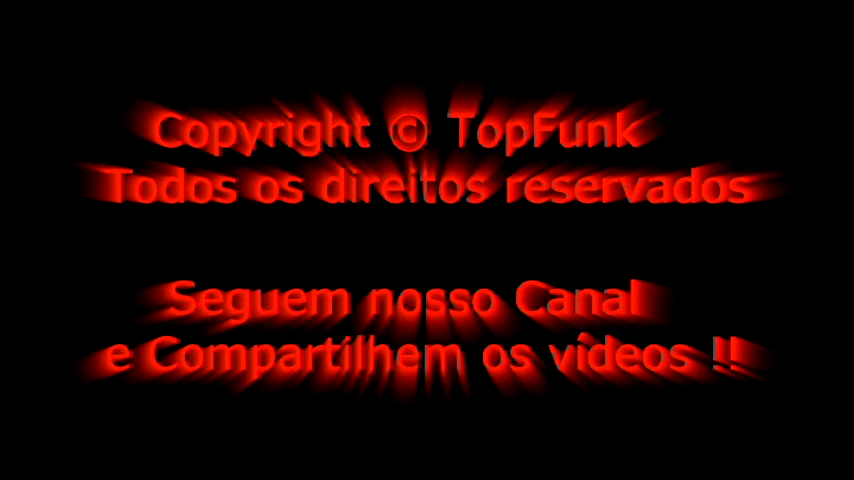 Copyright © TopFunk
Todos os direitos reservados
Seguem nosso Canal
e Compartilhem os videos !!